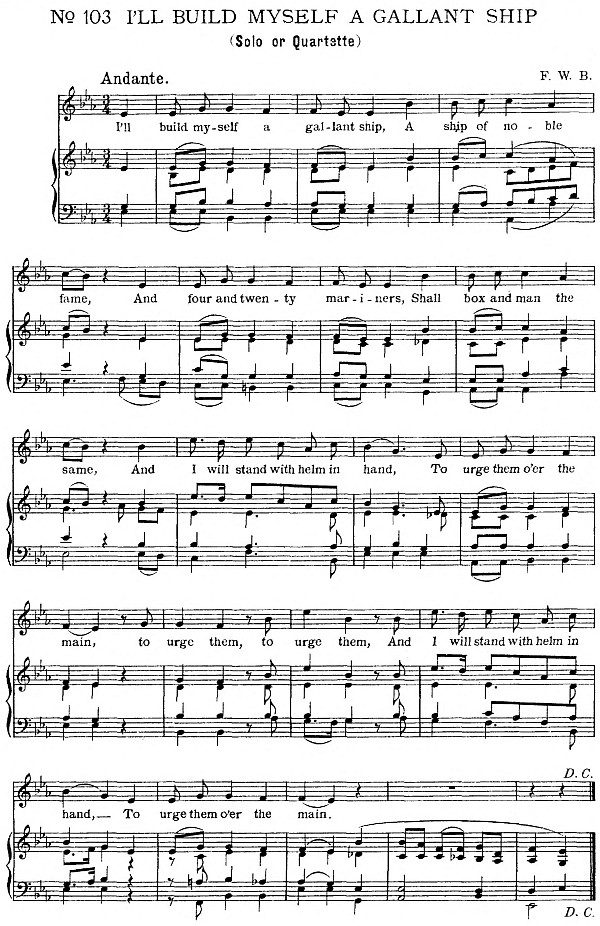 No 103 I'LL BUILD MYSELF A GALLANT SHIP
(Solo or Quartette)
Andante.
F. W. B.
I'll build my-self a gal-lant ship, A ship of no-ble
fame, And four and twen-ty mar-i-ners, Shall box and man the
same, And I will stand with helm in hand, To urge them o'er the
main, to urge them, to urge them, And I will stand with helm in
D. C.
hand,— To urge them o'er the main.
D. C.